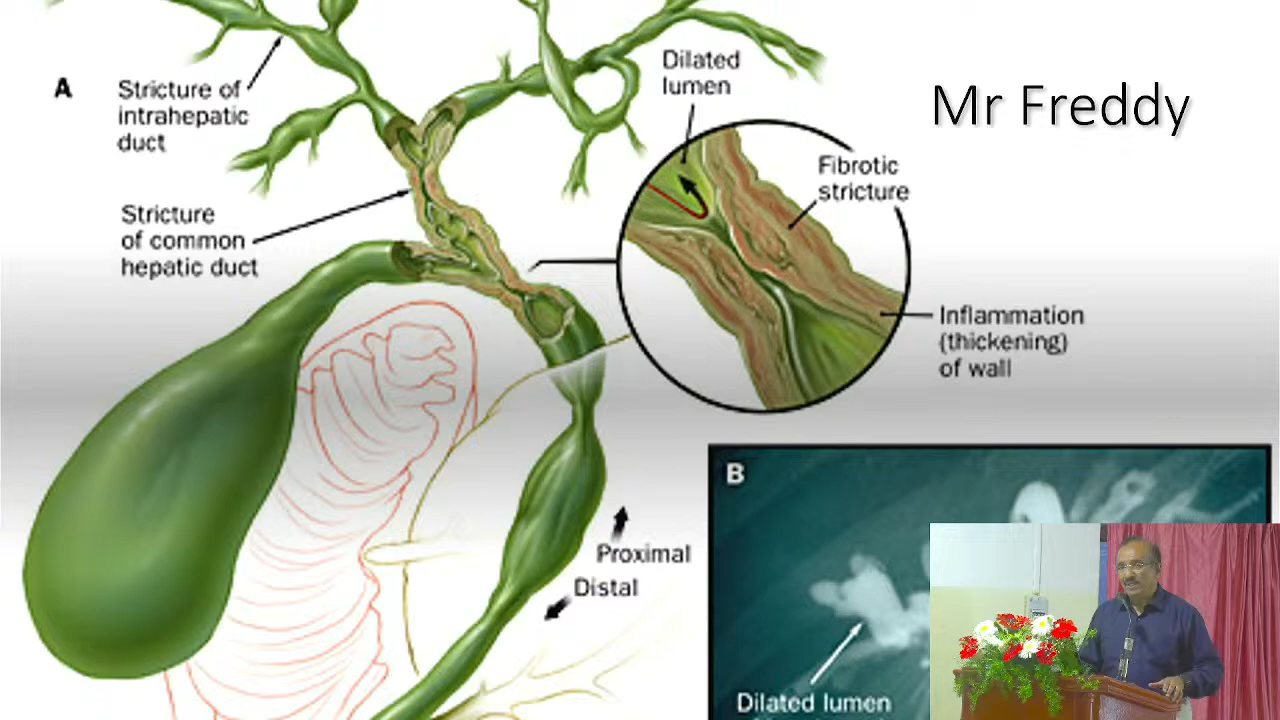 A
Stricture of
intrahepatic
duct
Dilated
lumen
Mr Freddy
Fibrotic
stricture
Stricture
of common
hepatic duct
Inflammation
(thickening)
of wall
B
Proximal
Distal
Dilated lumen